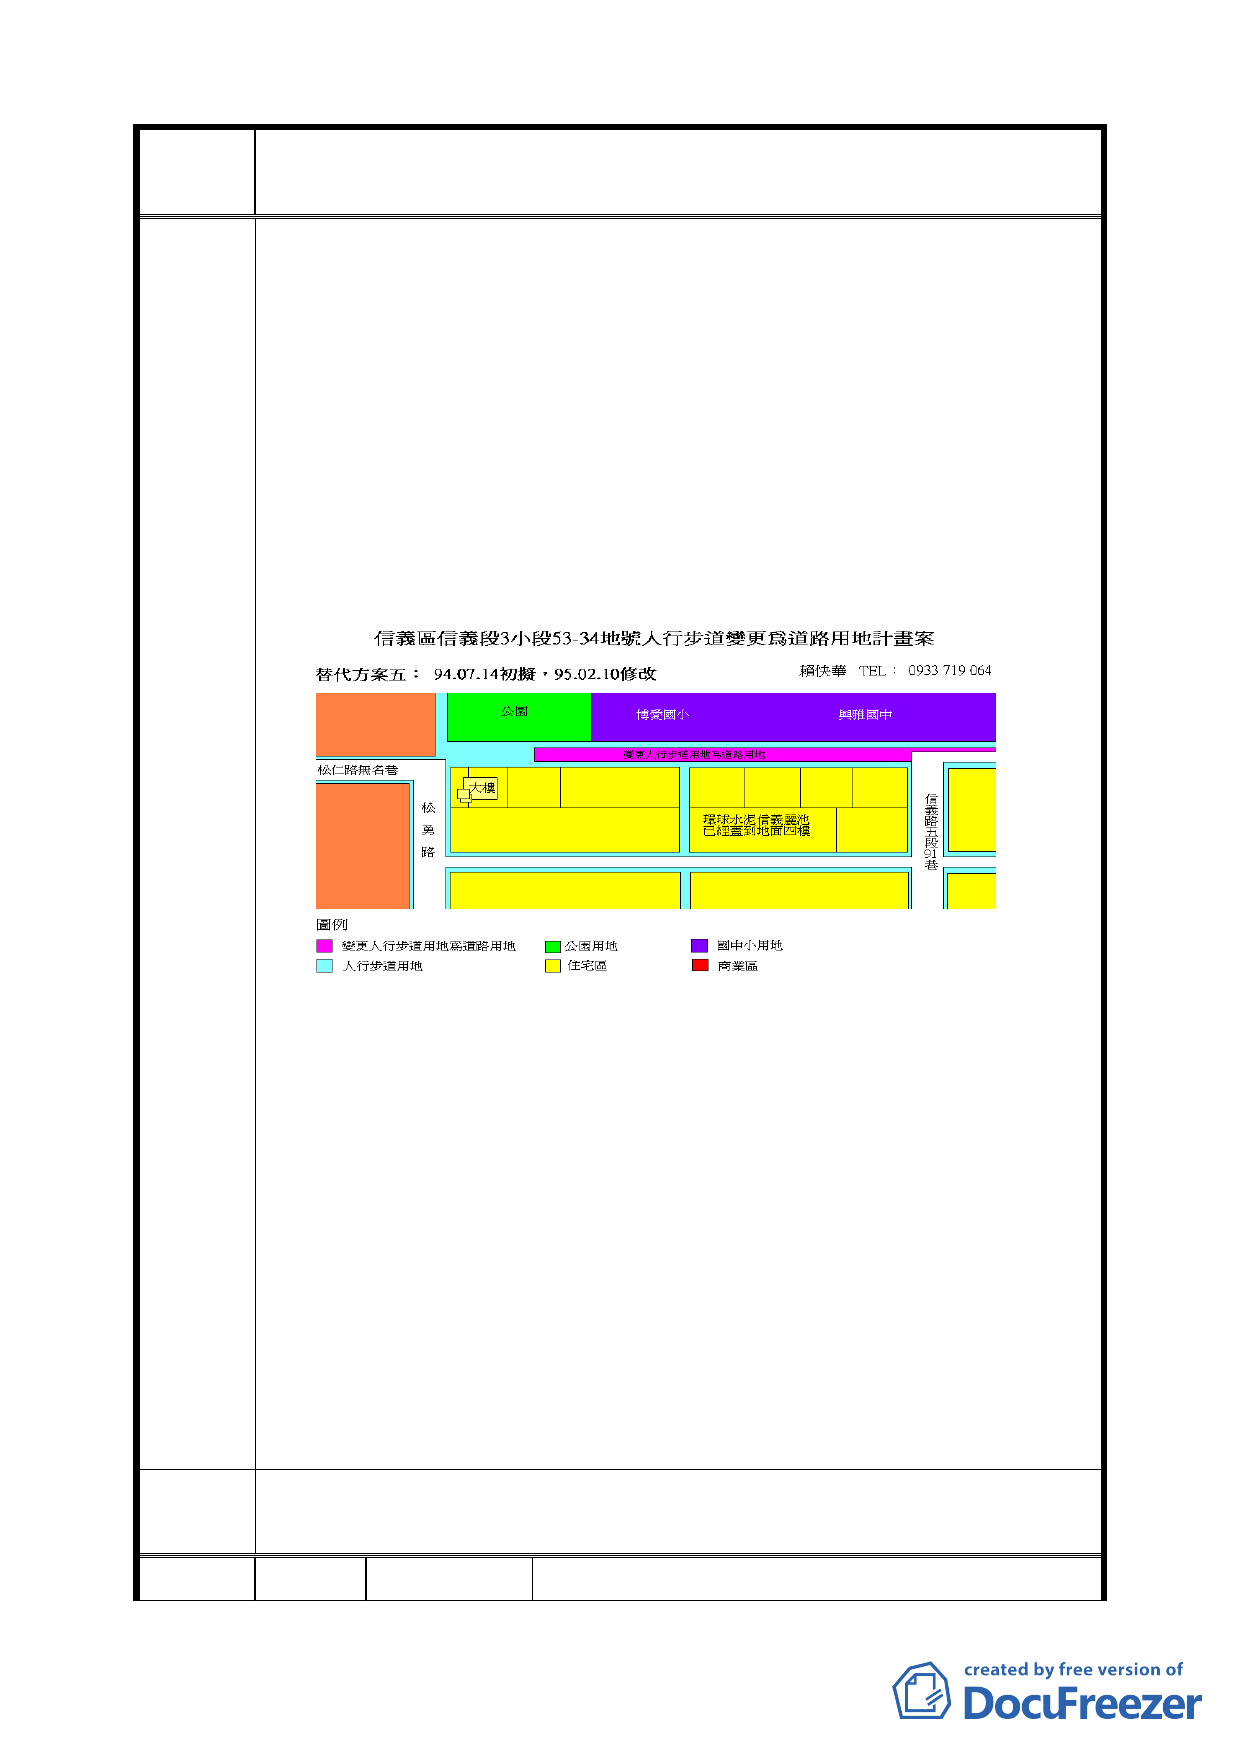 信義區信義段3小段53-34地號人行步道變更為道路用地計畫案
替代方案五： 94.07.14初擬，95.02.10修改
賴快華 TEL： 0933 719 064
公園
博愛國小
興雅國中
變更人行步道用地為道路用地
松仁路無名巷
大樓
松勇路
環球水泥信義麗池
已經蓋到地面四樓
信義路五段91巷
圖例
變更人行步道用地為道路用地
公園用地
國中小用地
人行步道用地
住宅區
商業區
created by free version of
DocuFreezer